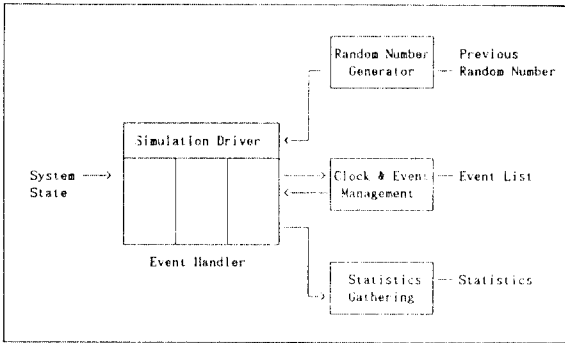 Random Number
Generator
Previous
Random Number
Simulation Driver
System
State
Clock & Event
Management
Event List
Event Handler
Statistics
Gathering
Statistics